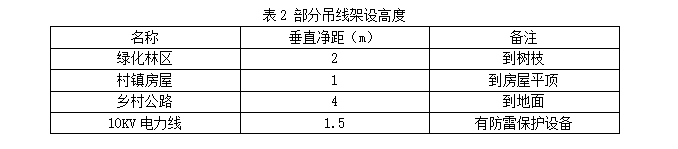 表2 部分吊线架设高度
名称 垂直净距（m） 备注
绿化林区 2 到树枝
村镇房屋 1 到房屋平顶
乡村公路 4 到地面
10KV 电力线 1.5 有防雷保护设备